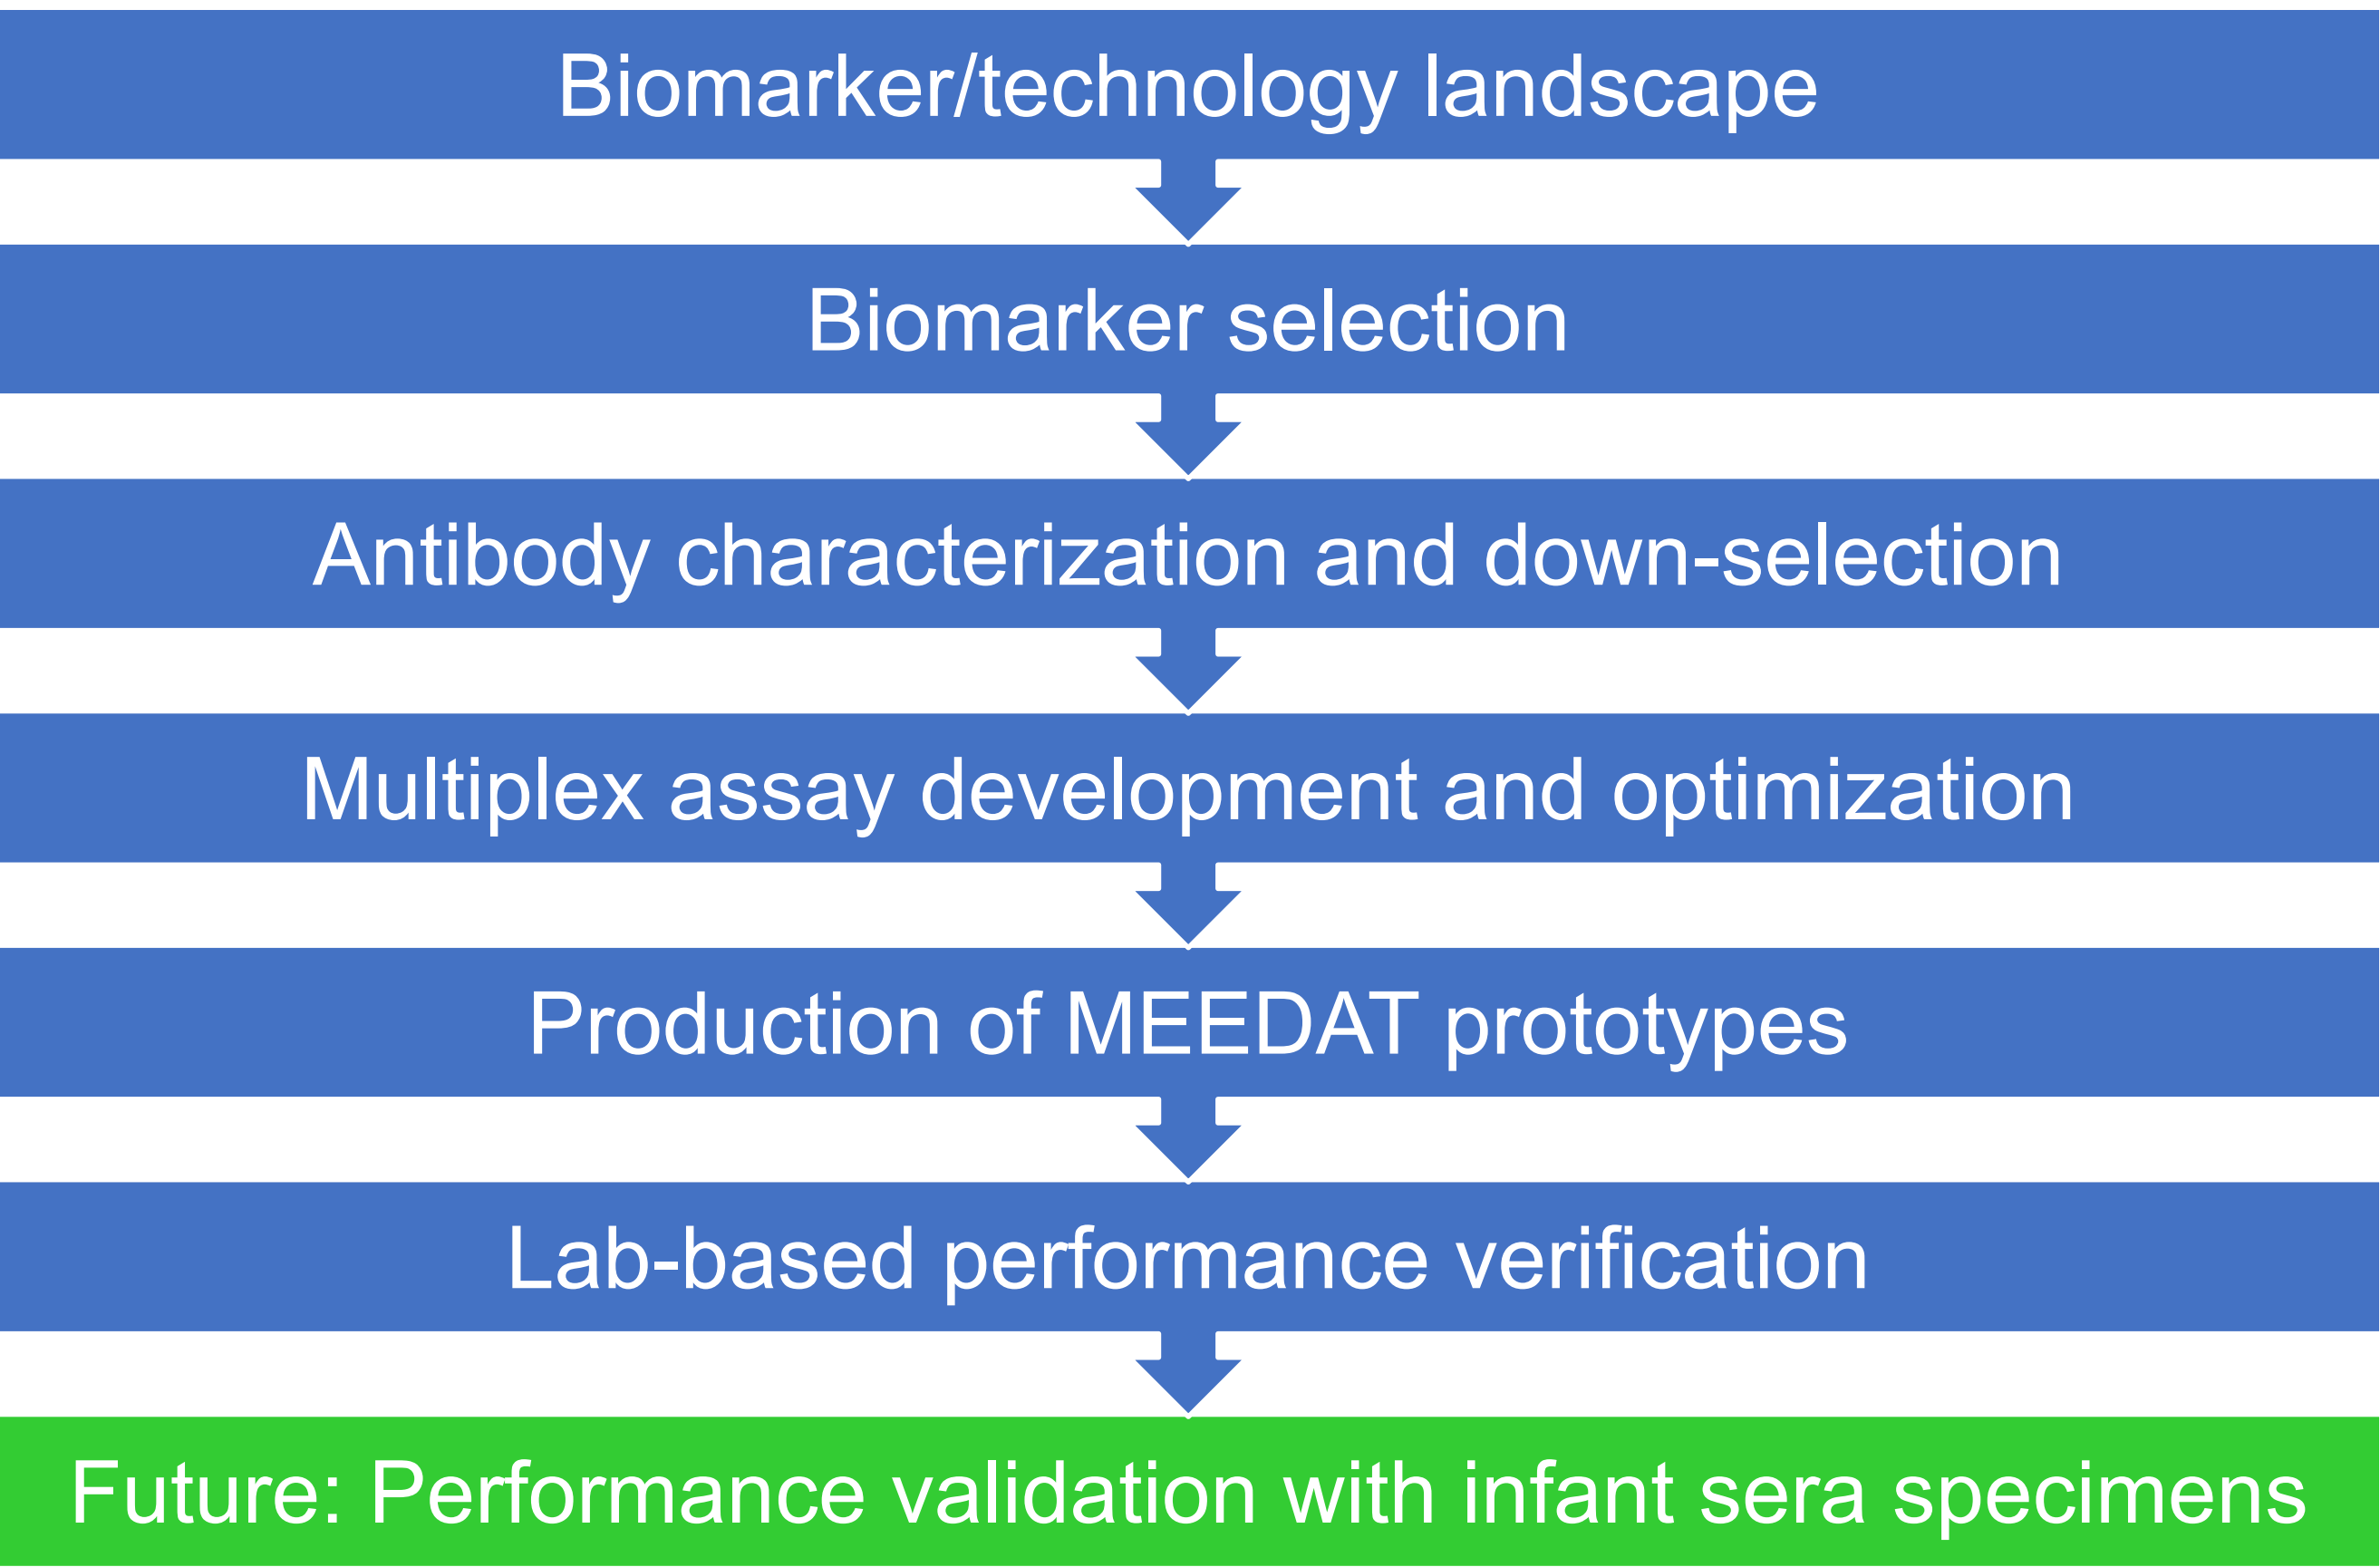 Biomarker/technology landscape
Biomarker selection
Antibody characterization and down-selection
Multiplex assay development and optimization
Production of MEEDAT prototypes
Lab-based performance verification
Future: Performance validation with infant sera specimens